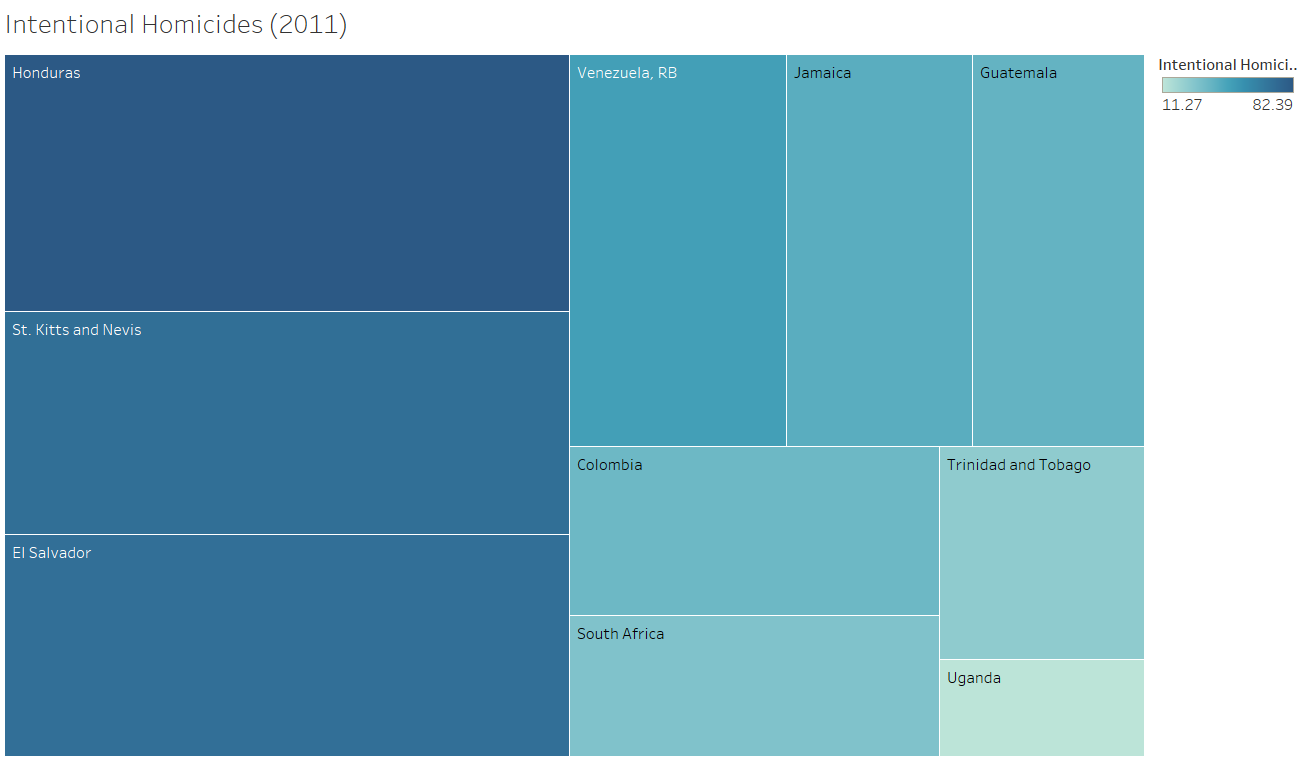 Intentional Homicides (2011)
Honduras
St. Kitts and Nevis
El Salvador
Venezuela, RB
Jamaica
Guatemala
Colombia
South Africa
Trinidad and Tobago
Uganda
Intentional Homici..
11.27 82.39